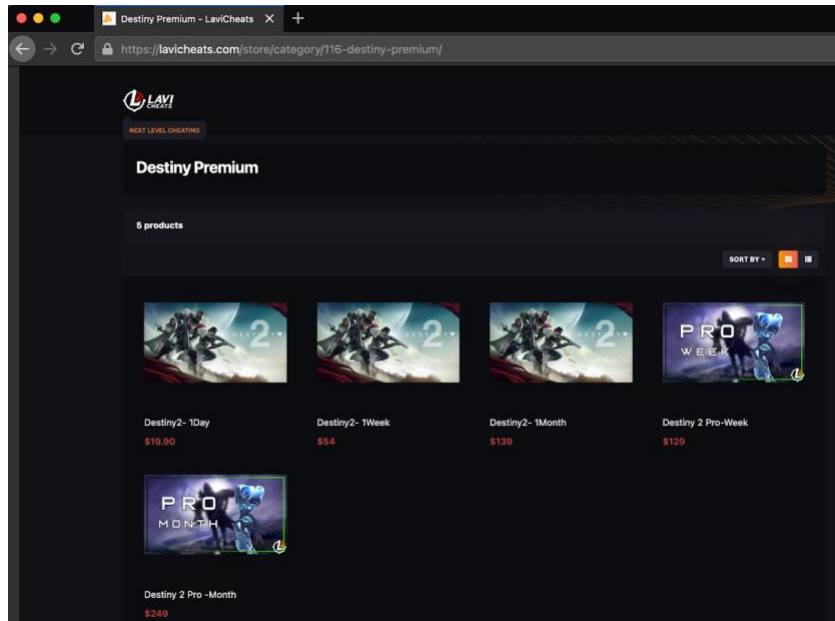 Destiny Premium - LaviCheats
https://lavicheats.com/store/category/116-destiny-premium/
LAVI
CHEATS
NEXT LEVEL CHEATING
Destiny Premium
5 products
SORT BY
DESTINY 2
2
2
PRO
WEEK
Destiny2- 1Day
Destiny2- 1Week
Destiny2- 1Month
Destiny 2 Pro-Week
$19.90
$54
$139
$129
PRO
MONTH
Destiny 2 Pro -Month
$249